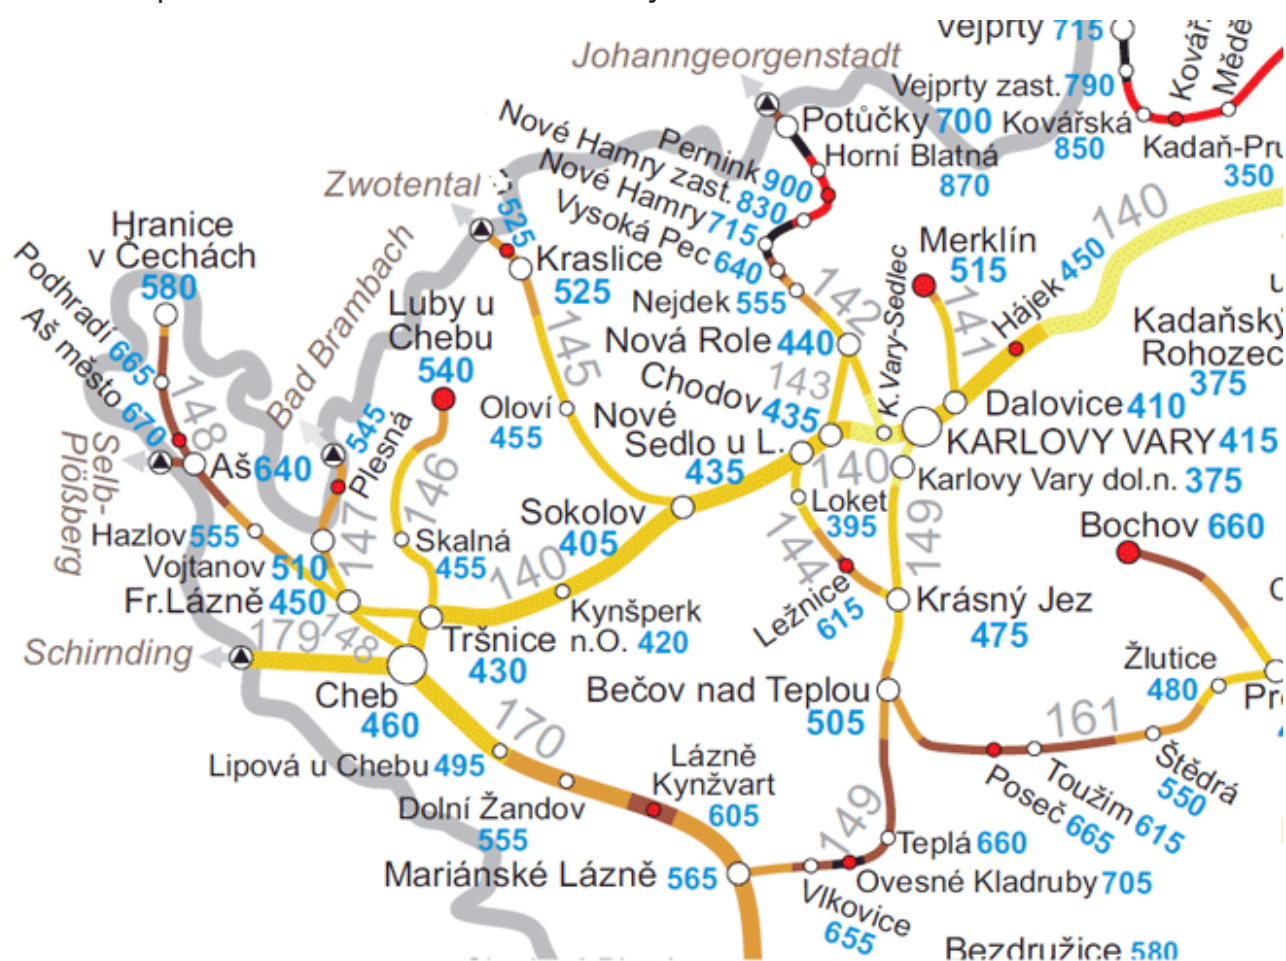 Vejprty 715
Kovář.
Mědě
Johanngeorgenstadt
Vejprty zast. 790
Potůčky 700
Kovářská
850
Kadaň-Pru
350
Horní Blatná
870
Pernink 900
Nové Hamry zast. 830
Nové Hamry 715
Vysoká Pec 640
Nejdek 555
Nová Role 440
Zwotental
525
Kraslice
525
Hranice
v Čechách
580
Podhradí 665
Aš město 670
148
Bad Brambach
Luby u
Chebu
540
145
142
143
K.Vary-Sedlec
Merklín
515
141
140
Hájek 450
u
Kadaňsky
Rohozec
375
Chodov 435
Oloví
455
Nové
Sedlo u L.
435
Dalovice 410
KARLOVY VARY 415
Karlovy Vary dol.n. 375
140
Selb-
Plößberg
Aš 640
545
Plesná
146
147
Hazlov 555
Vojtanov 510
Fr.Lázně 450
Skalná
455
Sokolov
405
140
Loket
395
144
149
Bochov 660
Ležnice
615
Krásný Jez
475
Kynšperk
n.O. 420
Schirnding
179
148
Tršnice
430
Cheb
460
Bečov nad Teplou
505
Žlutice
480
161
Štědrá
550
Toužim 615
Poseč 665
170
Lipová u Chebu 495
Dolní Žandov
555
Lázně
Kynžvart
605
149
Teplá 660
Mariánské Lázně 565
Ovesné Kladruby 705
Vlkovice
655
Bezdružice 580